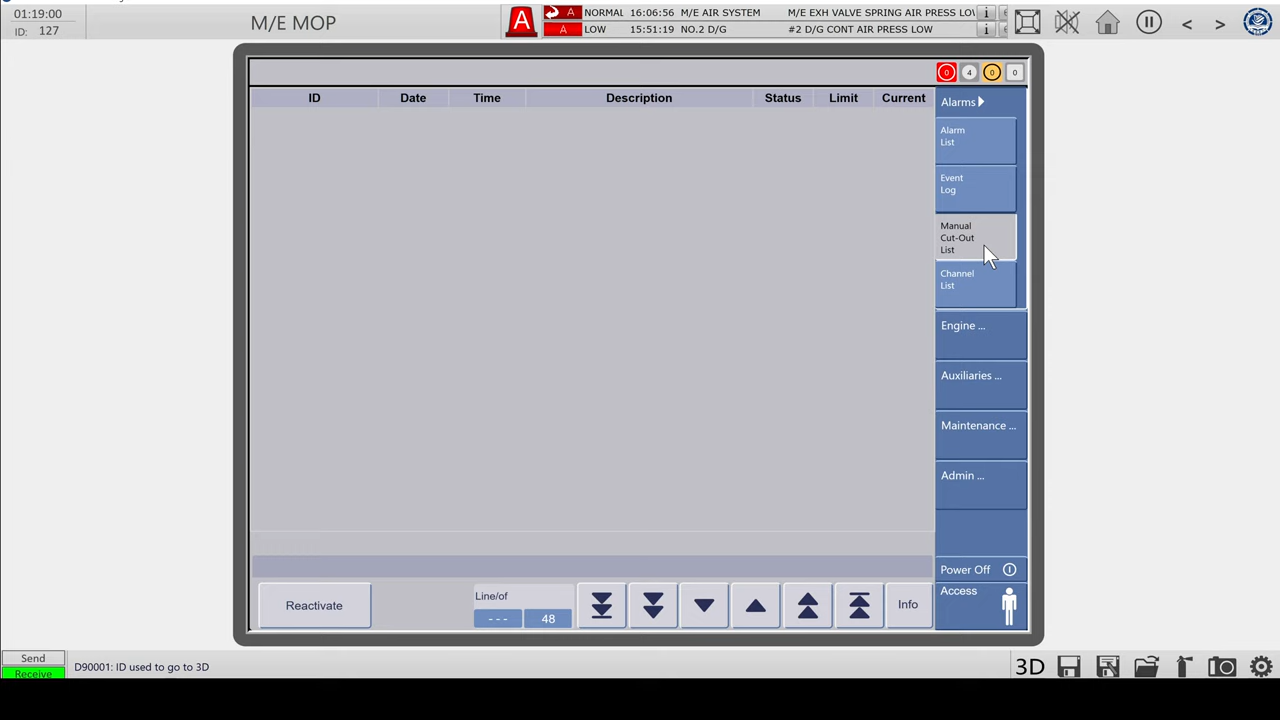 01:19:00
ID: 127
M/E MOP
A
A NORMAL 16:06:56 M/E AIR SYSTEM M/E EXH VALVE SPRING AIR PRESS LOW i
A LOW 15:51:19 NO.2 D/G #2 D/G CONT AIR PRESS LOW i
0 4 0 0
ID Date Time Description Status Limit Current
Alarms
Alarm
List
Event
Log
Manual
Cut-Out
List
Channel
List
Engine ...
Auxiliaries ...
Maintenance ...
Admin ...
Power Off
Access
Reactivate
Line/of
--- 48
Info
Send
Receive
D90001: ID used to go to 3D
3D